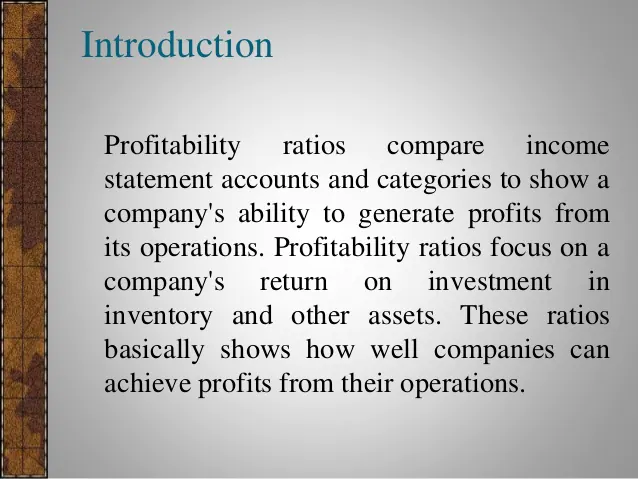 Introduction
Profitability ratios compare income
statement accounts and categories to show a
company's ability to generate profits from
its operations. Profitability ratios focus on a
company's return on investment in
inventory and other assets. These ratios
basically shows how well companies can
achieve profits from their operations.